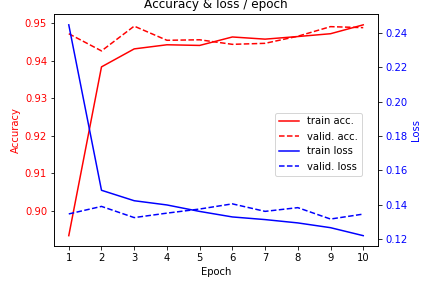 Accuracy & loss / epoch
0.95
0.94
0.93
0.92
0.91
0.90
Accuracy
0.24
0.22
0.20
0.18
0.16
0.14
0.12
Loss
train acc.
valid. acc.
train loss
valid. loss
1 2 3 4 5 6 7 8 9 10
Epoch